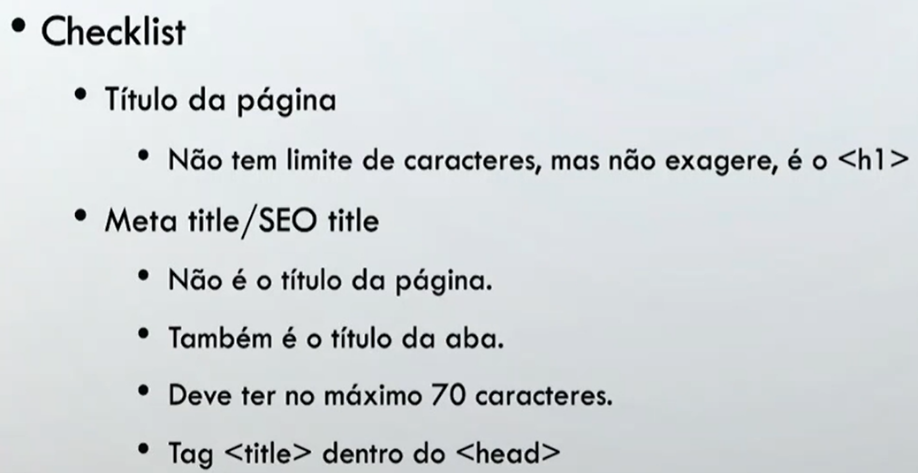 • Checklist
• Título da página
• Não tem limite de caracteres, mas não exagere, é o <h1>
• Meta title/SEO title
• Não é o título da página.
• Também é o título da aba.
• Deve ter no máximo 70 caracteres.
• Tag <title> dentro do <head>